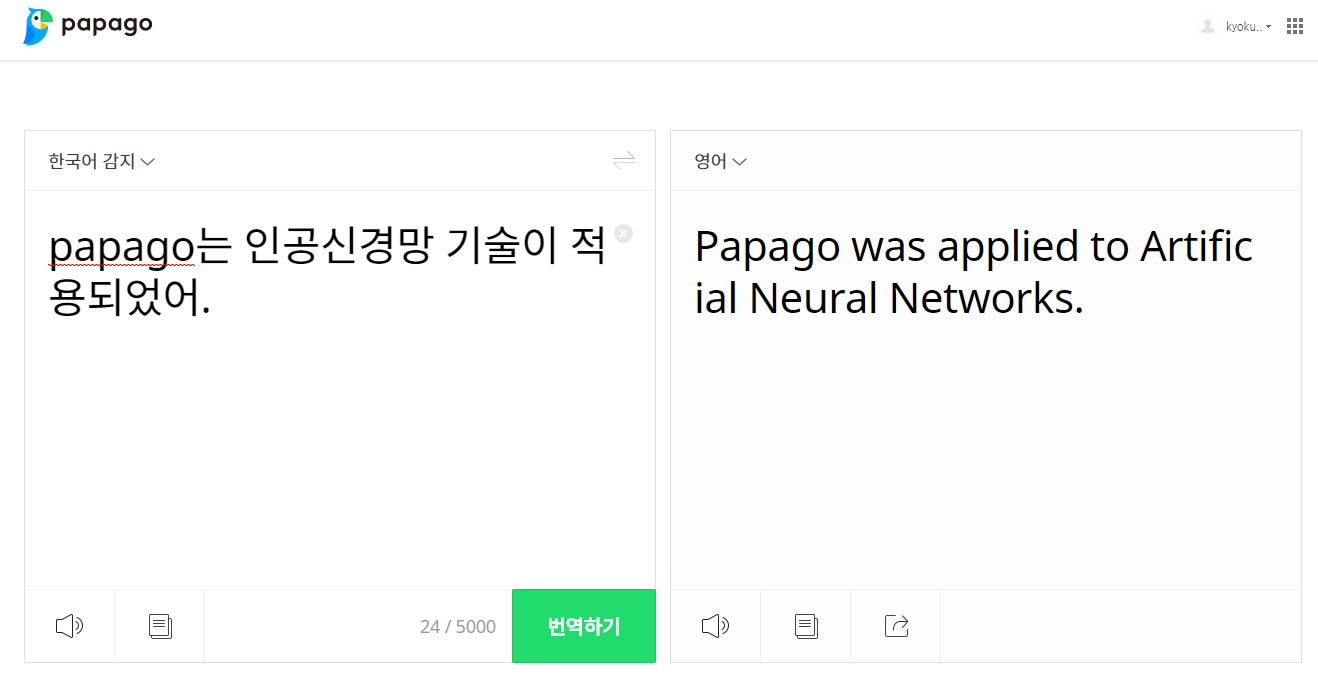 papago
kyoku..
한국어 감지
영어
papago는 인공신경망 기술이 적
용되었어.
Papago was applied to Artific
ial Neural Networks.
24 / 5000
번역하기